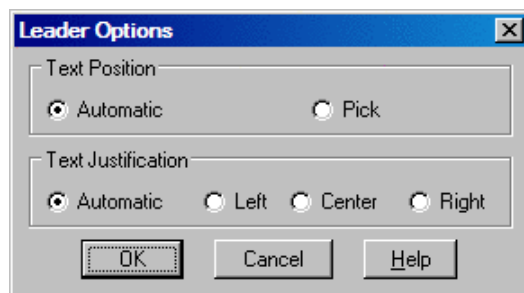 Leader Options
Text Position
Automatic Pick
Text Justification
Automatic Left Center Right
OK Cancel Help